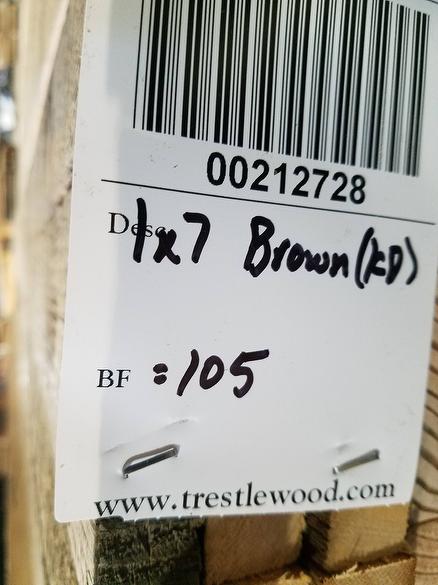 00212728
Desc 1x7 Brown (KD)
BF =105
www.trestlewood.com